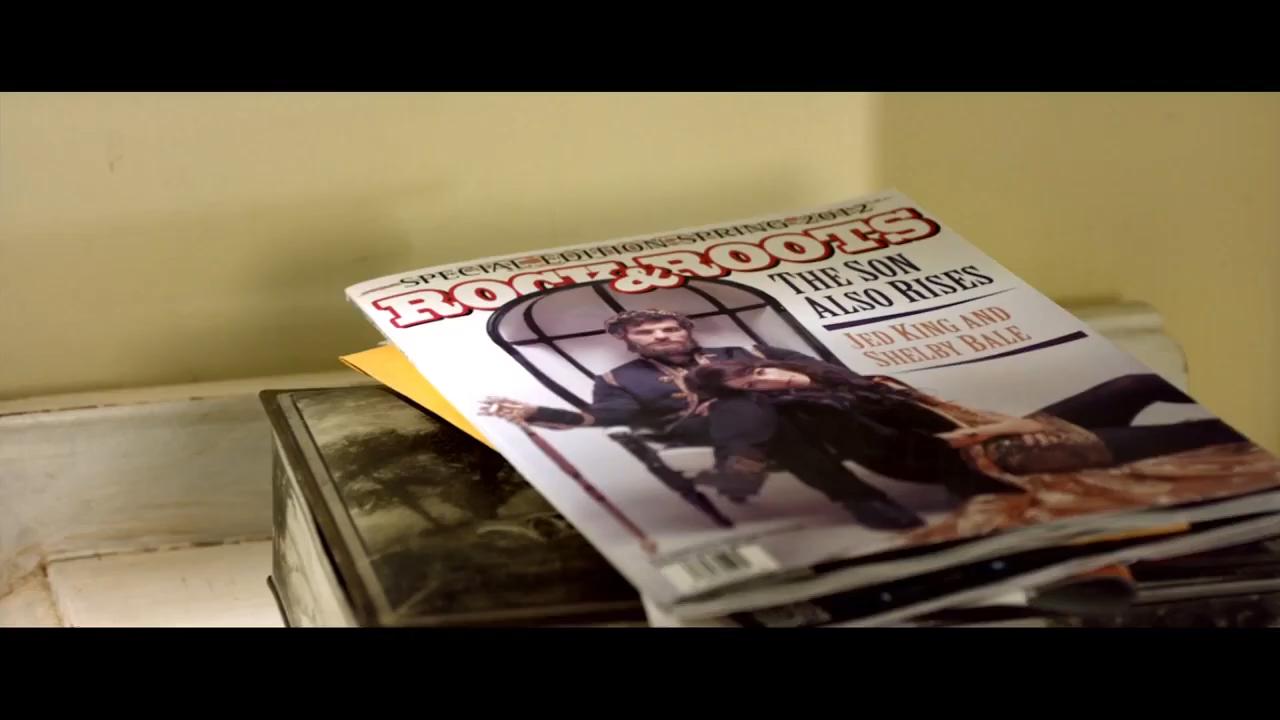 SPECIAL EDITION SPRING 2012
ROCK & ROOTS
THE SON
ALSO RISES
JED KING AND
SHELBY BALE